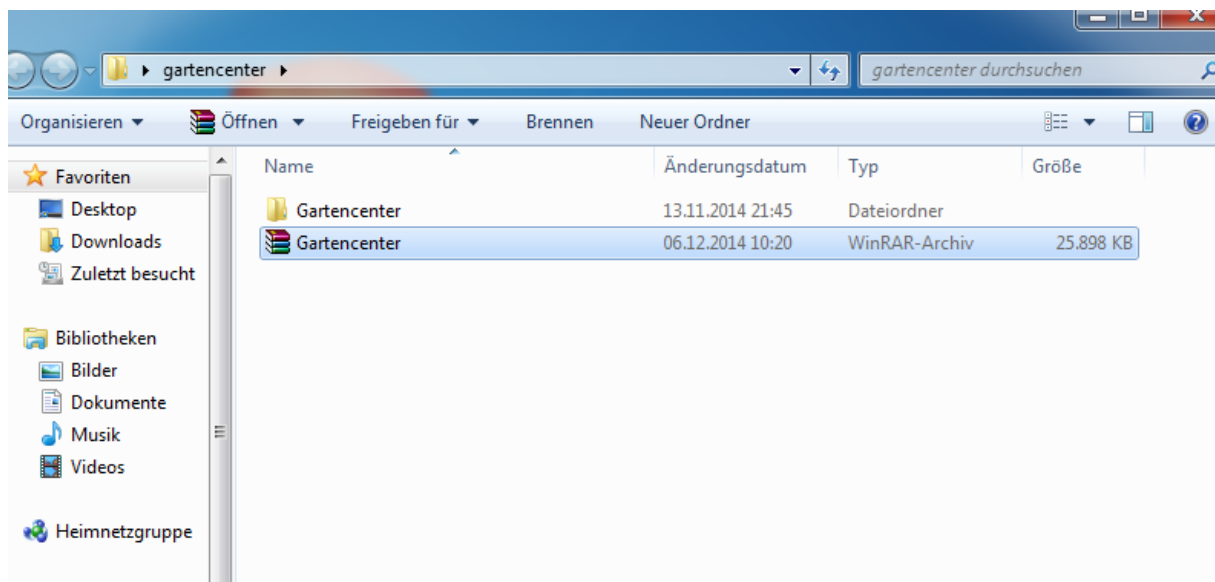 gartencenter
gartencenter durchsuchen
Organisieren Öffnen Freigeben für Brennen Neuer Ordner
Name Änderungsdatum Typ Größe
Favoriten
Desktop
Downloads
Zuletzt besucht
Bibliotheken
Bilder
Dokumente
Musik
Videos
Heimnetzgruppe
Gartencenter 13.11.2014 21:45 Dateiordner
Gartencenter 06.12.2014 10:20 WinRAR-Archiv 25.898 KB